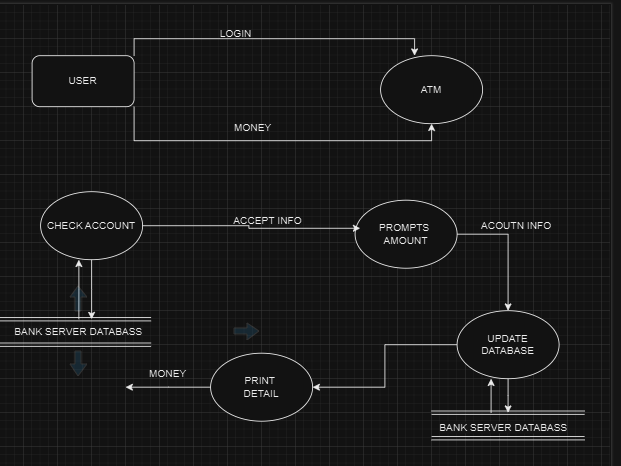 LOGIN
USER
ATM
MONEY
CHECK ACCOUNT
ACCEPT INFO
PROMPTS
AMOUNT
ACOUTN INFO
BANK SERVER DATABASS
UPDATE
DATABASE
MONEY
PRINT
DETAIL
BANK SERVER DATABASS